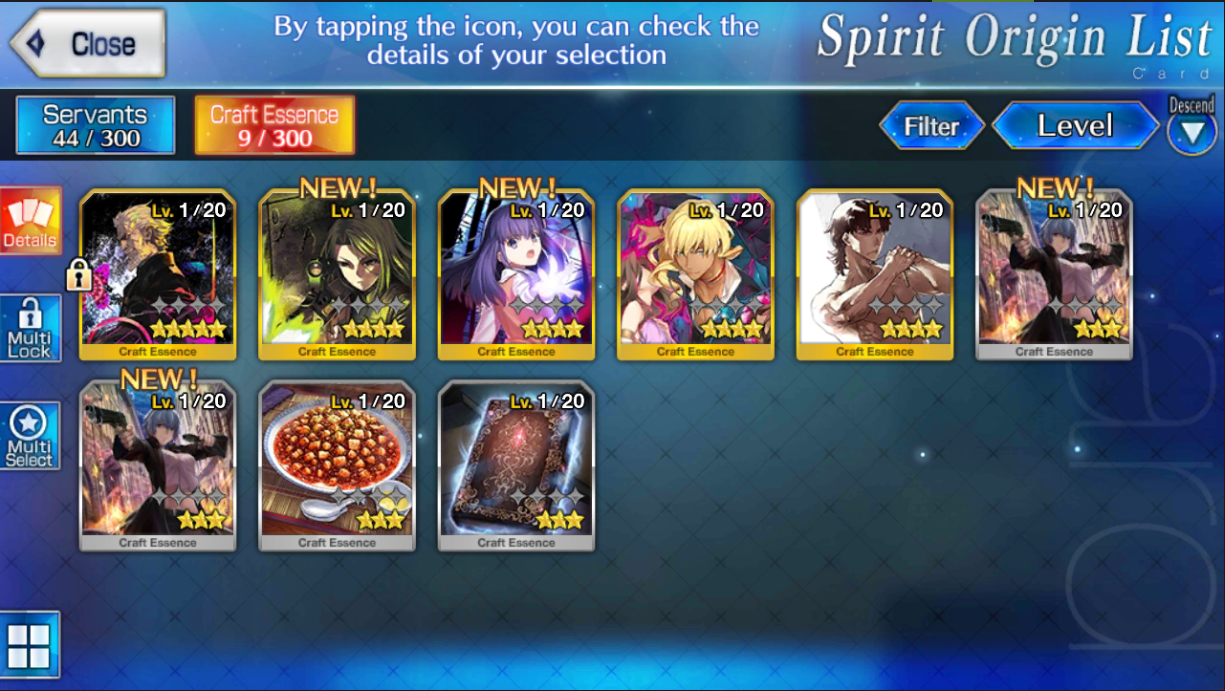 Close
By tapping the icon, you can check the
details of your selection
Spirit Origin List
Card
Servants
44 / 300
Craft Essence
9 / 300
Filter
Level
Descend
Details
Multi
Lock
Multi
Select
Lv. 1/20
Craft Essence
NEW!
Lv. 1/20
Craft Essence
NEW!
Lv. 1/20
Craft Essence
Lv. 1/20
Craft Essence
Lv. 1/20
Craft Essence
NEW!
Lv. 1/20
Craft Essence
NEW!
Lv. 1/20
Craft Essence
Lv. 1/20
Craft Essence
Lv. 1/20
Craft Essence